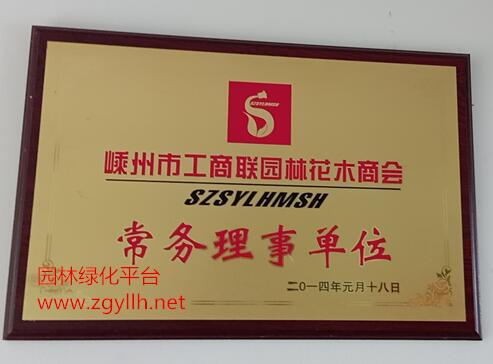 SZSYLHMSH
嵊州市工商联园林花木商会
SZSYLHMSH
常务理事单位
园林绿化平台
www.zgyllh.net
二〇一四年元月十八日